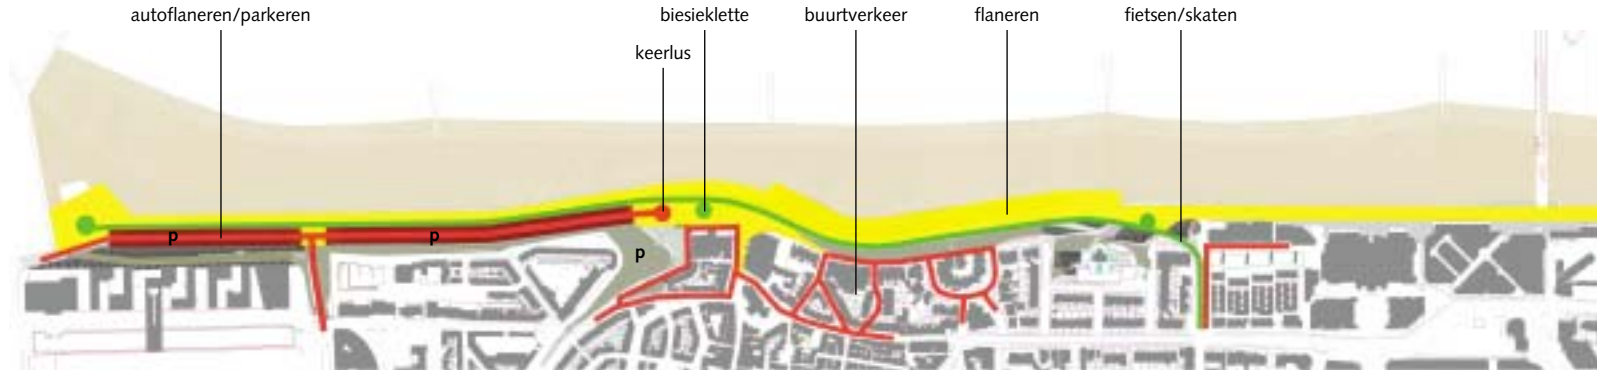 autoflaneren/parkeren
biesieklette
buurtverkeer
flaneren
fietsen/skaten
keerlus
p
p
p